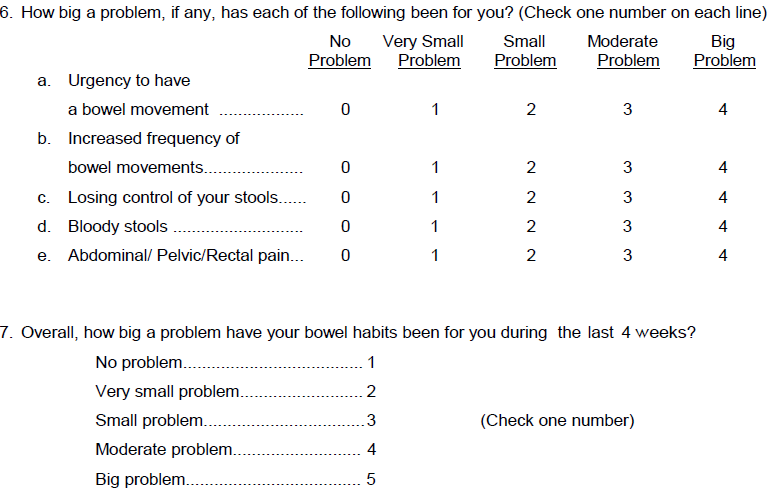 6. How big a problem, if any, has each of the following been for you? (Check one number on each line)
No Very Small Small Moderate Big
Problem Problem Problem Problem Problem
a. Urgency to have
a bowel movement .................. 0 1 2 3 4
b. Increased frequency of
bowel movements..................... 0 1 2 3 4
c. Losing control of your stools...... 0 1 2 3 4
d. Bloody stools ........................... 0 1 2 3 4
e. Abdominal/ Pelvic/Rectal pain... 0 1 2 3 4
7. Overall, how big a problem have your bowel habits been for you during the last 4 weeks?
No problem...................................... 1
Very small problem.......................... 2
Small problem..................................3 (Check one number)
Moderate problem........................... 4
Big problem..................................... 5